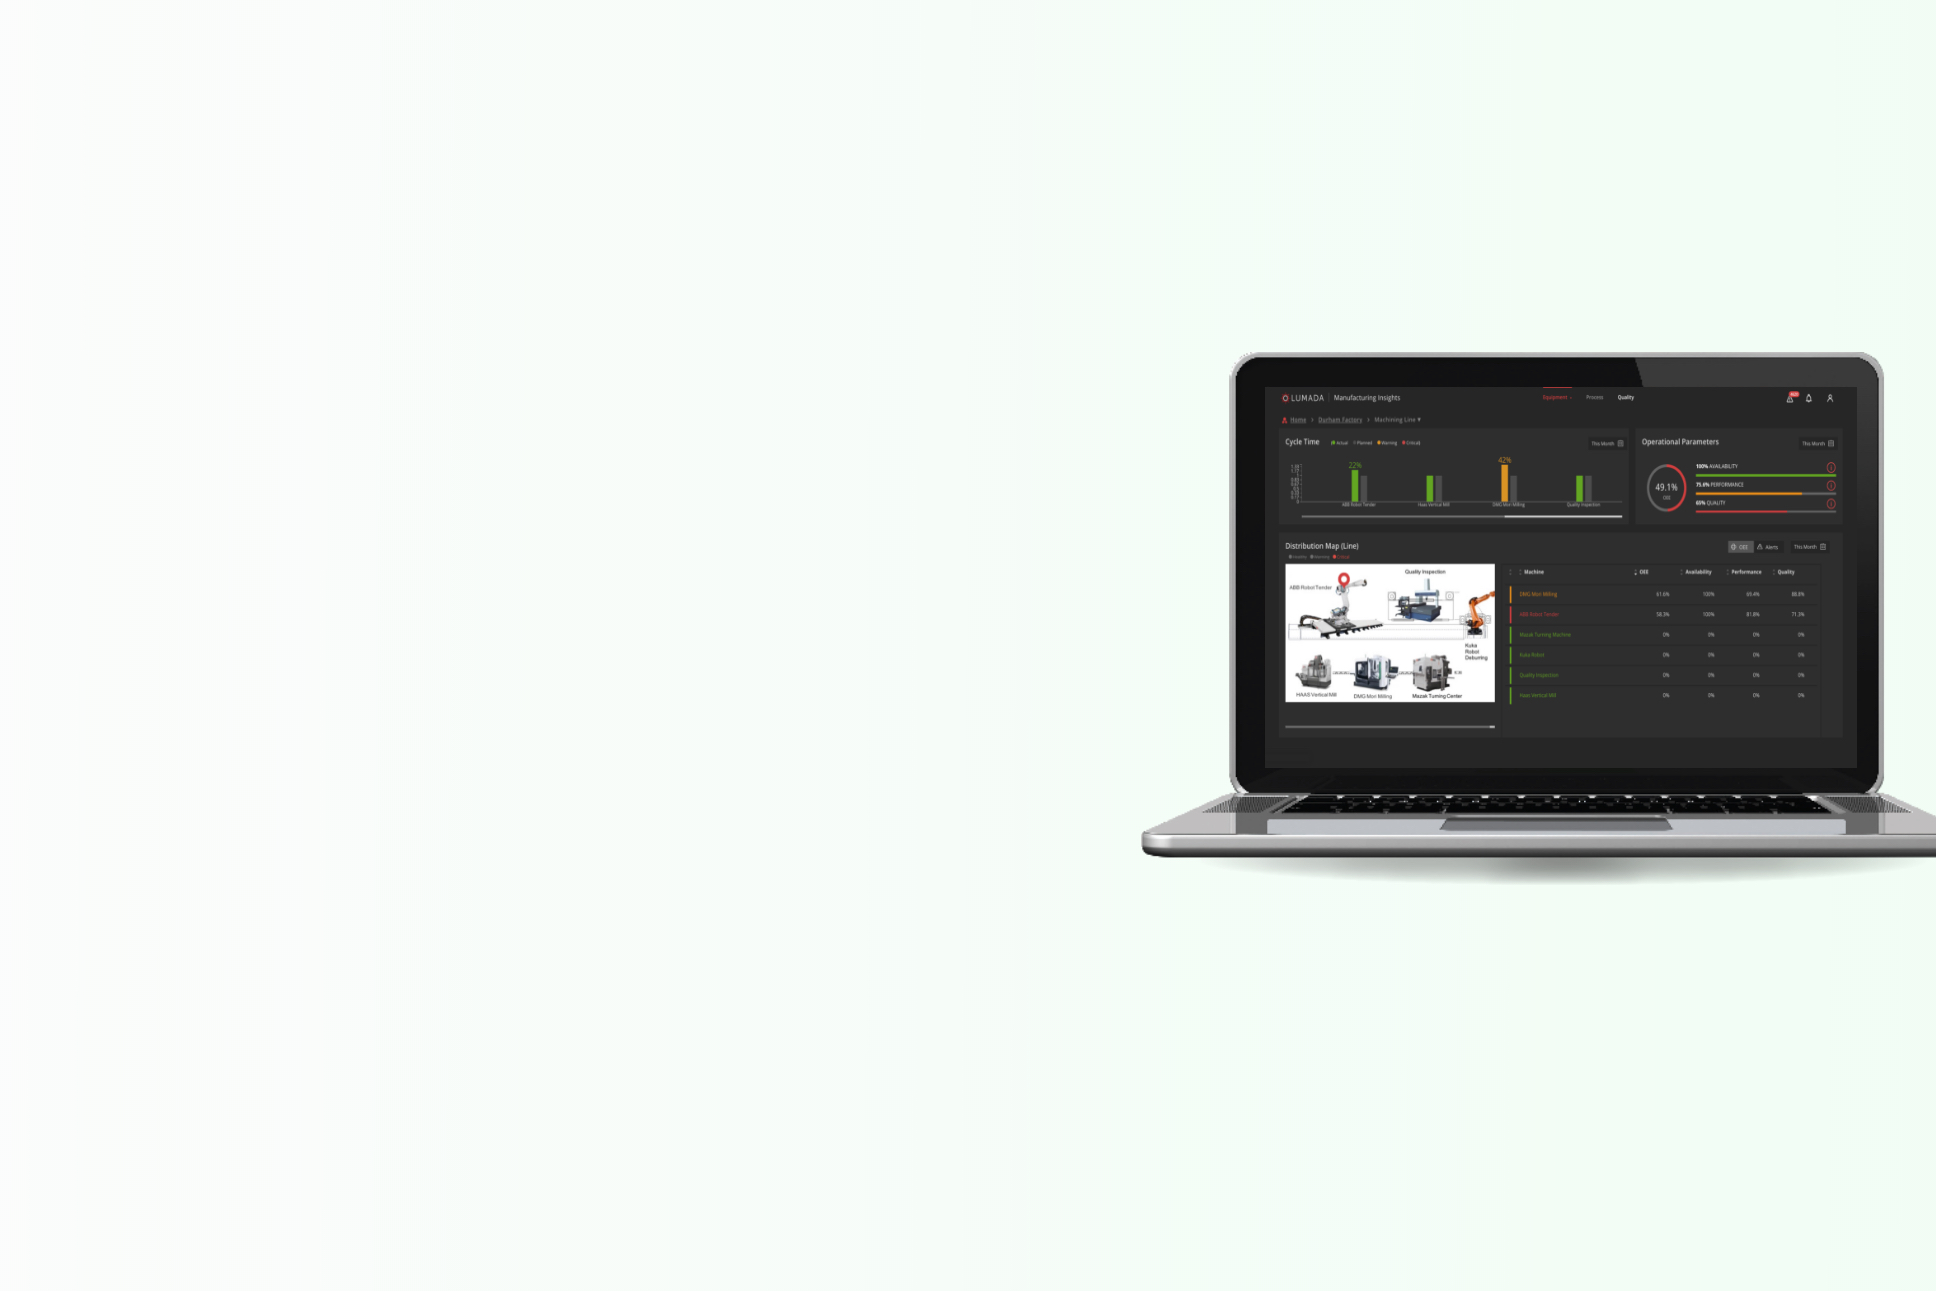 LUMADA | Manufacturing Insights
Equipment
Process
Quality
Home > Durham Factory > Machining Line
Cycle Time
Actual
Planned
Warning
Critical
This Month
22%
42%
ABB Robot Tender
Haas Vertical Mill
DMG Mori Milling
Quality Inspection
Operational Parameters
This Month
49.1%
OEE
100% AVAILABILITY
75.6% PERFORMANCE
65% QUALITY
Distribution Map (Line)
Warning
Critical
OEE
Alerts
This Month
ABB Robot Tender
Quality Inspection
Kuka
Robot
Deburring
HAAS Vertical Mill
DMG Mori Milling
Mazak Turning Center
Machine OEE Availability Performance Quality
DMG Mori Milling 61.6% 100% 69.4% 88.8%
ABB Robot Tender 58.3% 100% 81.8% 71.3%
Mazak Turning Machine 0% 0% 0% 0%
Kuka Robot 0% 0% 0% 0%
Quality Inspection 0% 0% 0% 0%
Haas Vertical Mill 0% 0% 0% 0%